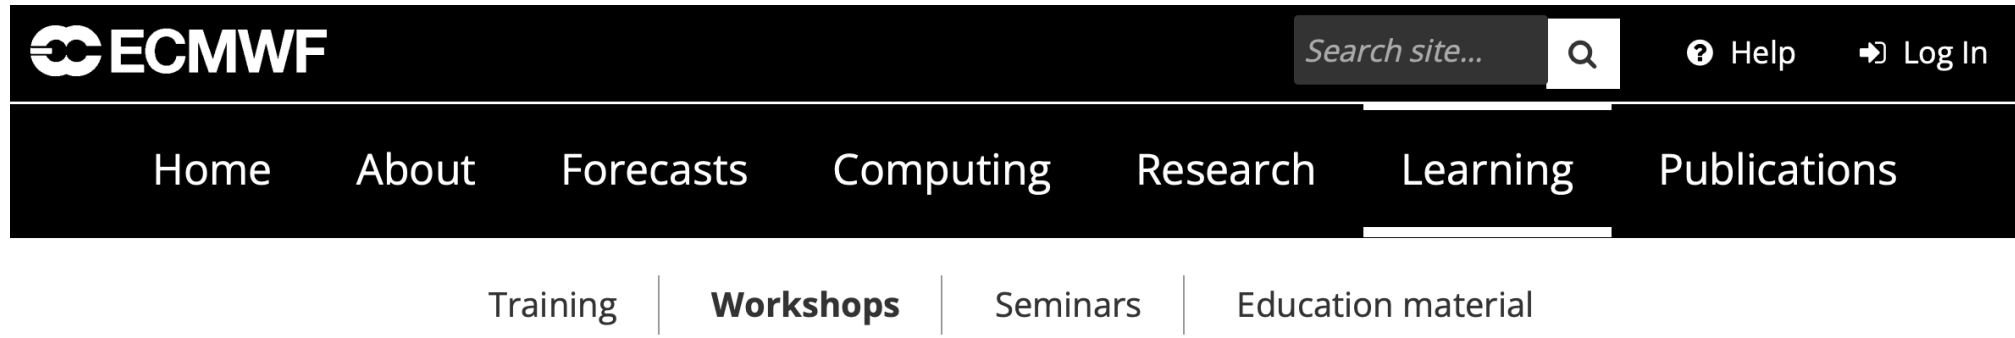 ECMWF Search site... Help Log In
Home About Forecasts Computing Research Learning Publications
Training Workshops Seminars Education material